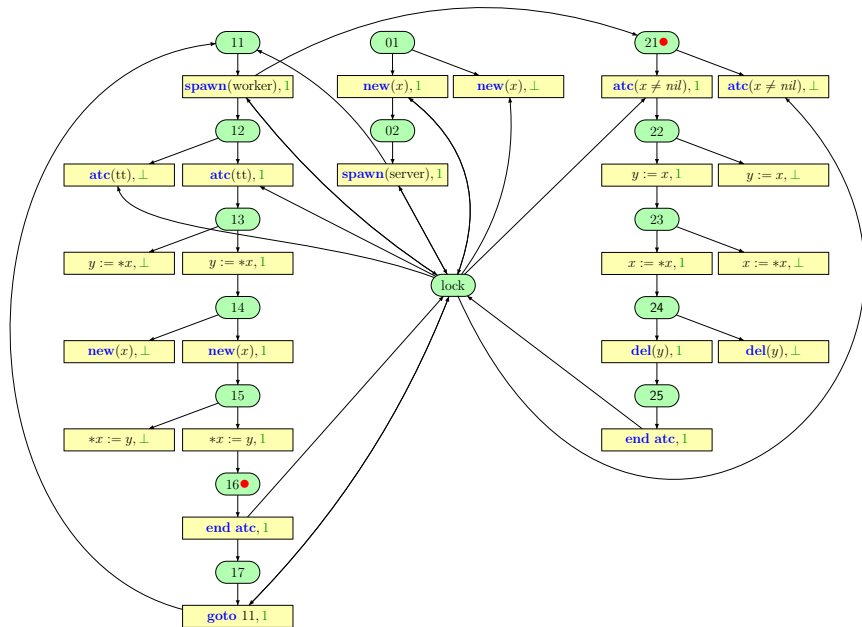 11 01 21
spawn(worker), 1 new(x), 1 new(x), ⊥ atc(x ≠ nil), 1 atc(x ≠ nil), ⊥
12 02 22
atc(tt), ⊥ atc(tt), 1 spawn(server), 1 y := x, 1 y := x, ⊥
13 23
y := *x, ⊥ y := *x, 1 x := *x, 1 x := *x, ⊥
lock
14 24
new(x), ⊥ new(x), 1 del(y), 1 del(y), ⊥
15 25
*x := y, ⊥ *x := y, 1 end atc, 1
16
end atc, 1
17
goto 11, 1